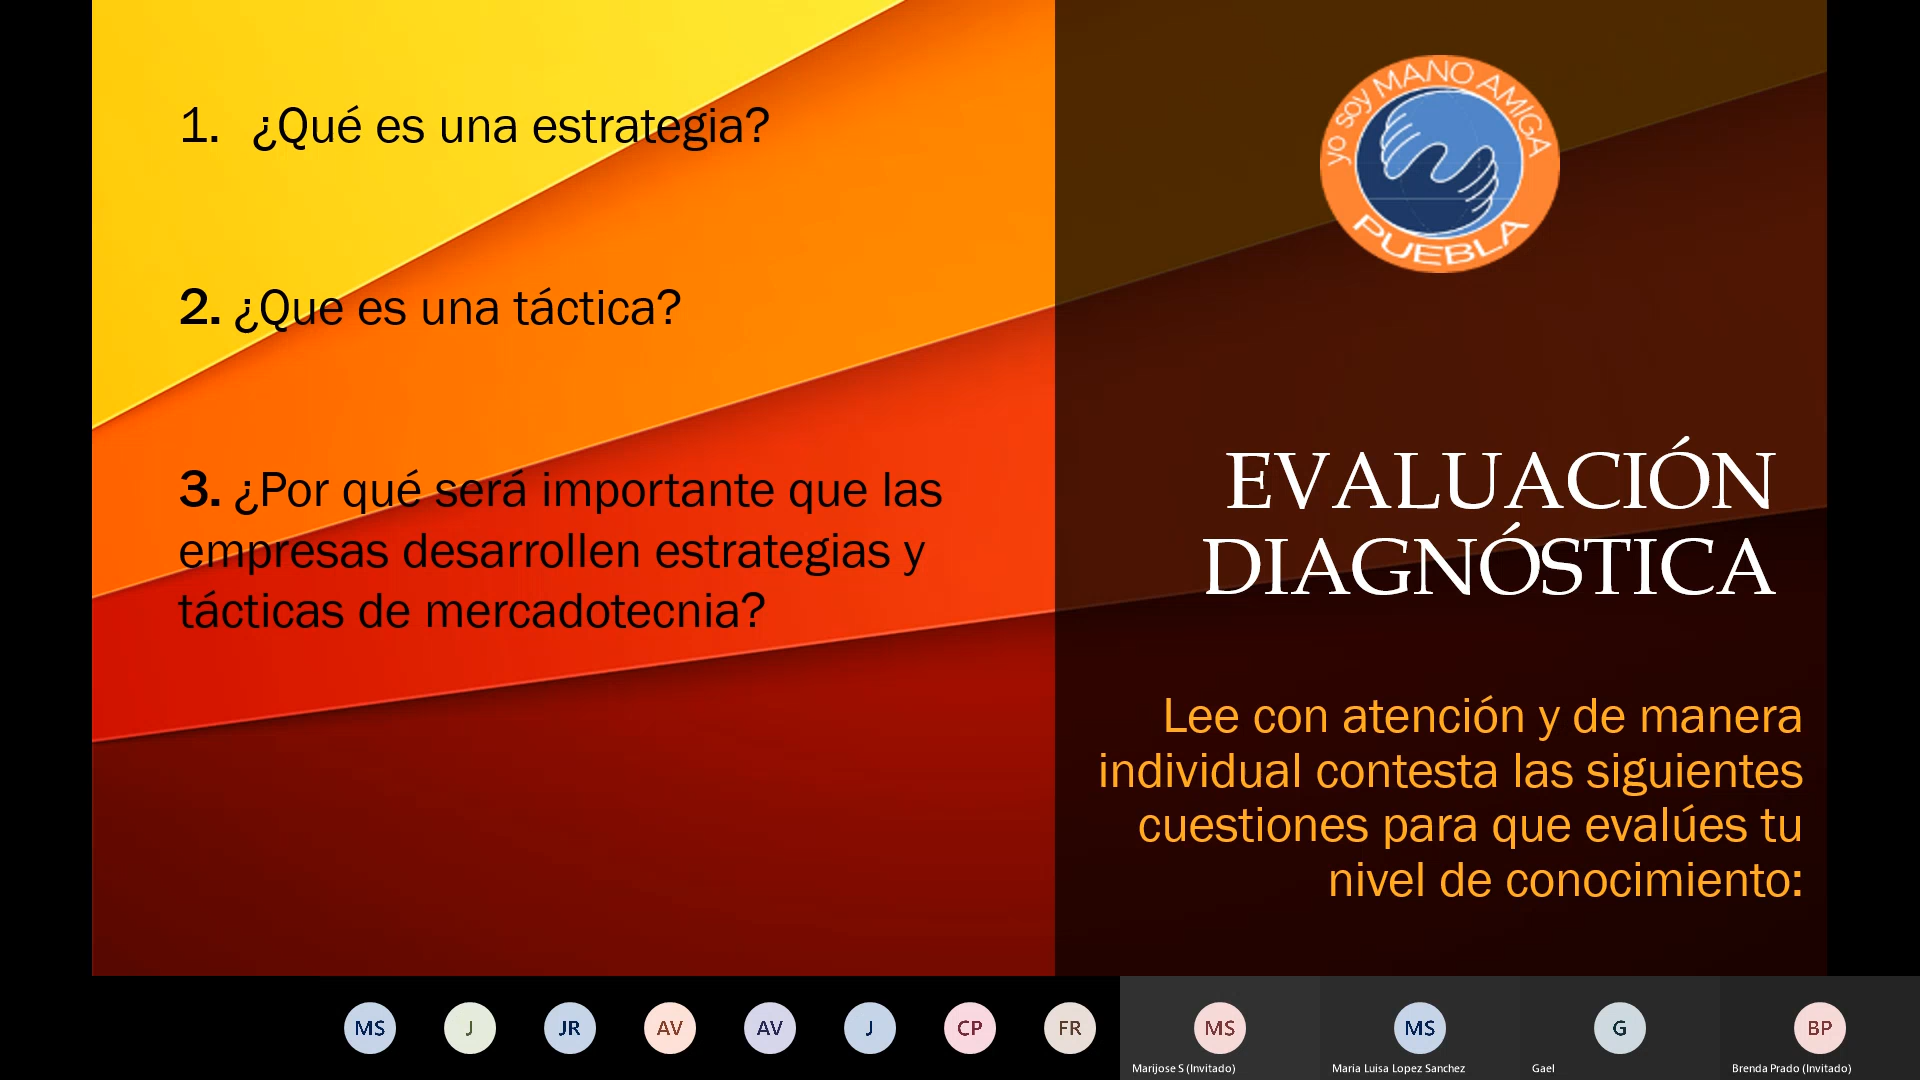 1. ¿Qué es una estrategia?
2. ¿Que es una táctica?
3. ¿Por qué será importante que las
empresas desarrollen estrategias y
tácticas de mercadotecnia?
yo soy MANO AMIGA
PUEBLA
EVALUACIÓN
DIAGNÓSTICA
Lee con atención y de manera
individual contesta las siguientes
cuestiones para que evalúes tu
nivel de conocimiento:
MS J JR AV AV J CP FR MS MS G BP
Marijose S (Invitado) Maria Luisa Lopez Sanchez Gael Brenda Prado (Invitado)